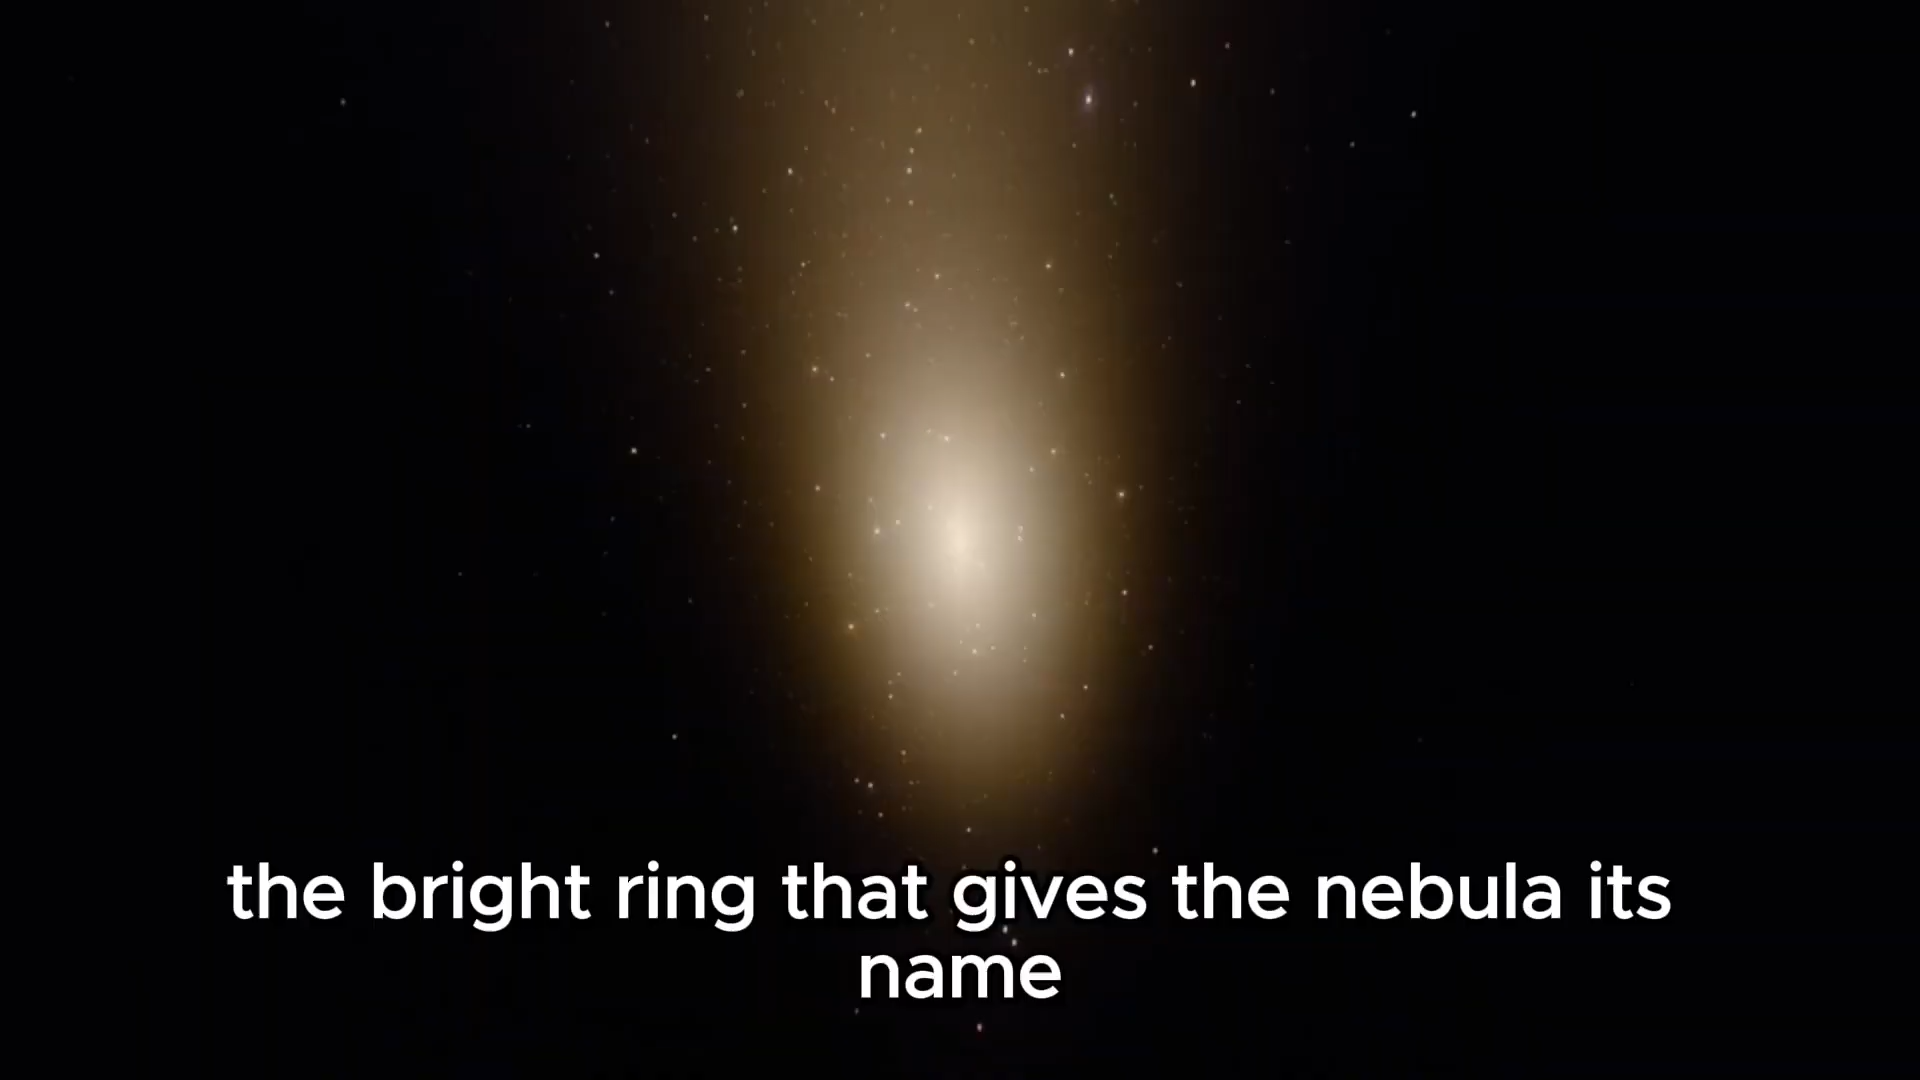 the bright ring that gives the nebula its
name